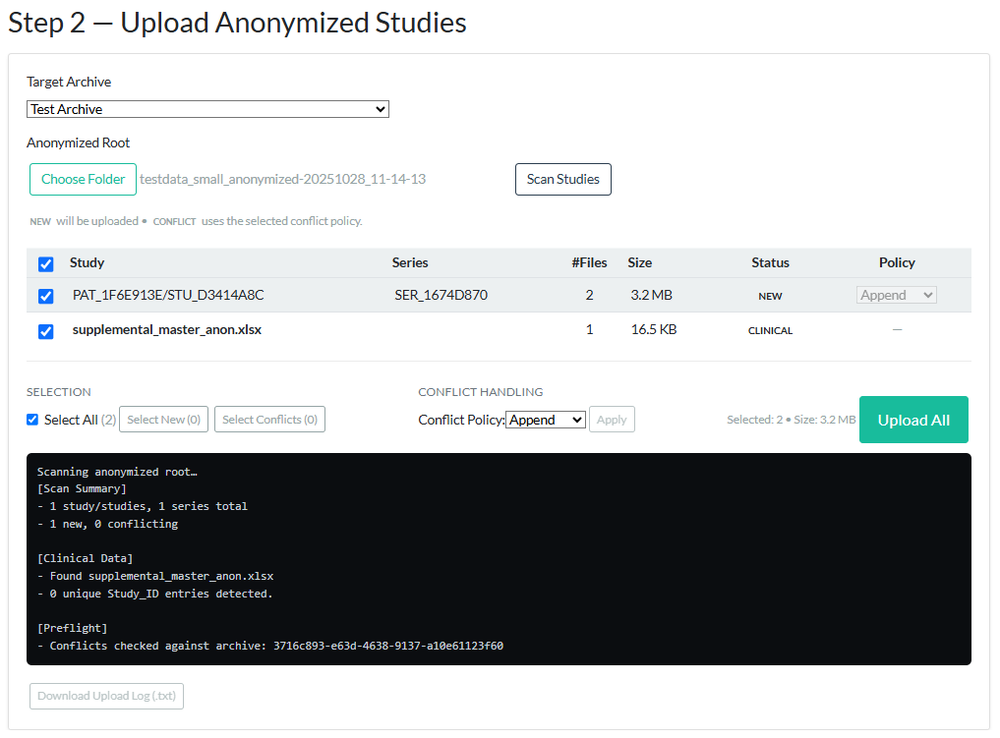 Step 2 — Upload Anonymized Studies
Target Archive
Test Archive
Anonymized Root
Choose Folder testdata_small_anonymized-20251028_11-14-13 Scan Studies
NEW will be uploaded • CONFLICT uses the selected conflict policy.
Study Series #Files Size Status Policy
PAT_1F6E913E/STU_D3414A8C SER_1674D870 2 3.2 MB NEW Append
supplemental_master_anon.xlsx 1 16.5 KB CLINICAL —
SELECTION CONFLICT HANDLING
Select All (2) Select New (0) Select Conflicts (0) Conflict Policy: Append Apply Selected: 2 • Size: 3.2 MB Upload All
Scanning anonymized root…
[Scan Summary]
- 1 study/studies, 1 series total
- 1 new, 0 conflicting
[Clinical Data]
- Found supplemental_master_anon.xlsx
- 0 unique Study_ID entries detected.
[Preflight]
- Conflicts checked against archive: 3716c893-e63d-4638-9137-a10e61123f60
Download Upload Log (.txt)